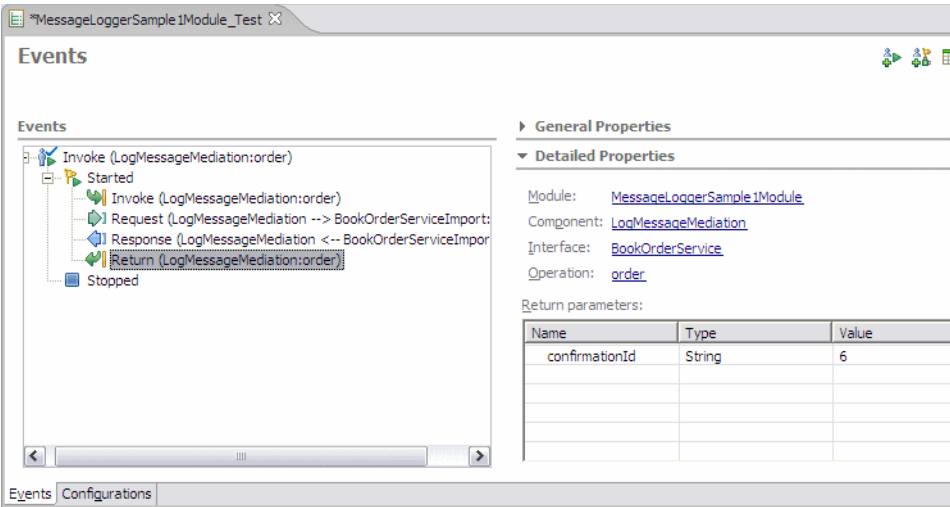 *MessageLoggerSample1Module_Test
Events
Events
Invoke (LogMessageMediation:order)
Started
Invoke (LogMessageMediation:order)
Request (LogMessageMediation --> BookOrderServiceImport:
Response (LogMessageMediation <-- BookOrderServiceImpor
Return (LogMessageMediation:order)
Stopped
General Properties
Detailed Properties
Module: MessageLoggerSample1Module
Component: LogMessageMediation
Interface: BookOrderService
Operation: order
Return parameters:
Name Type Value
confirmationId String 6
Events Configurations